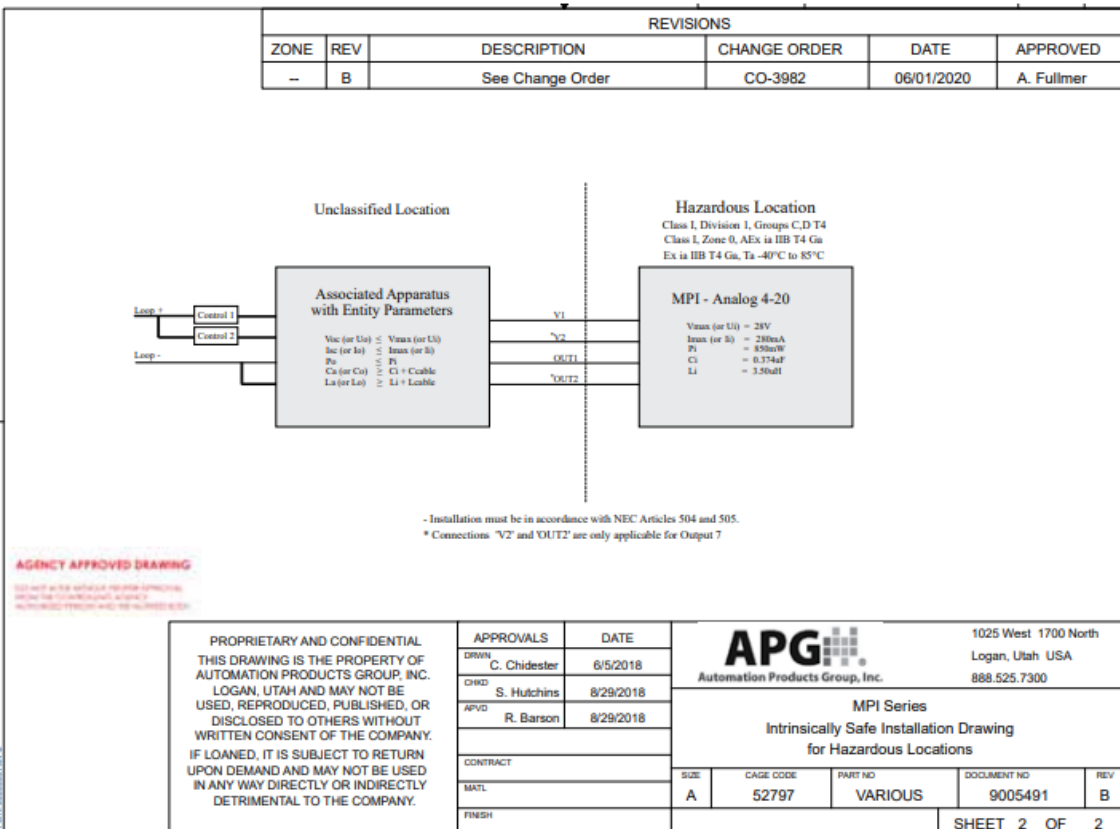 REVISIONS
ZONE REV DESCRIPTION CHANGE ORDER DATE APPROVED
-- B See Change Order CO-3982 06/01/2020 A. Fullmer
Unclassified Location
Hazardous Location
Class I, Division 1, Groups C,D T4
Class I, Zone 0, AEx ia IIB T4 Ga
Ex ia IIB T4 Ga, Ta -40°C to 85°C
Loop +
Control 1
Control 2
Loop -
Associated Apparatus
with Entity Parameters
Voc (or Uo) ≤ Vmax (or Ui)
Isc (or Io) ≤ Imax (or Ii)
Po ≤ Pi
Ca (or Co) ≥ Ci + Ccable
La (or Lo) ≥ Li + Lcable
V1
*V2
OUT1
*OUT2
MPI - Analog 4-20
Vmax (or Ui) = 28V
Imax (or Ii) = 280mA
Pi = 850mW
Ci = 0.374uF
Li = 3.50uH
- Installation must be in accordance with NEC Articles 504 and 505.
* Connections 'V2' and 'OUT2' are only applicable for Output 7
AGENCY APPROVED DRAWING
PROPRIETARY AND CONFIDENTIAL
THIS DRAWING IS THE PROPERTY OF
AUTOMATION PRODUCTS GROUP, INC.
LOGAN, UTAH AND MAY NOT BE
USED, REPRODUCED, PUBLISHED, OR
DISCLOSED TO OTHERS WITHOUT
WRITTEN CONSENT OF THE COMPANY.
IF LOANED, IT IS SUBJECT TO RETURN
UPON DEMAND AND MAY NOT BE USED
IN ANY WAY DIRECTLY OR INDIRECTLY
DETRIMENTAL TO THE COMPANY.
APPROVALS DATE
DRWN C. Chidester 6/5/2018
CHKD S. Hutchins 8/29/2018
APVD R. Barson 8/29/2018
CONTRACT
MATL
FINISH
APG
Automation Products Group, Inc.
1025 West 1700 North
Logan, Utah USA
888.525.7300
MPI Series
Intrinsically Safe Installation Drawing
for Hazardous Locations
SIZE CAGE CODE PART NO DOCUMENT NO REV
A 52797 VARIOUS 9005491 B
SHEET 2 OF 2